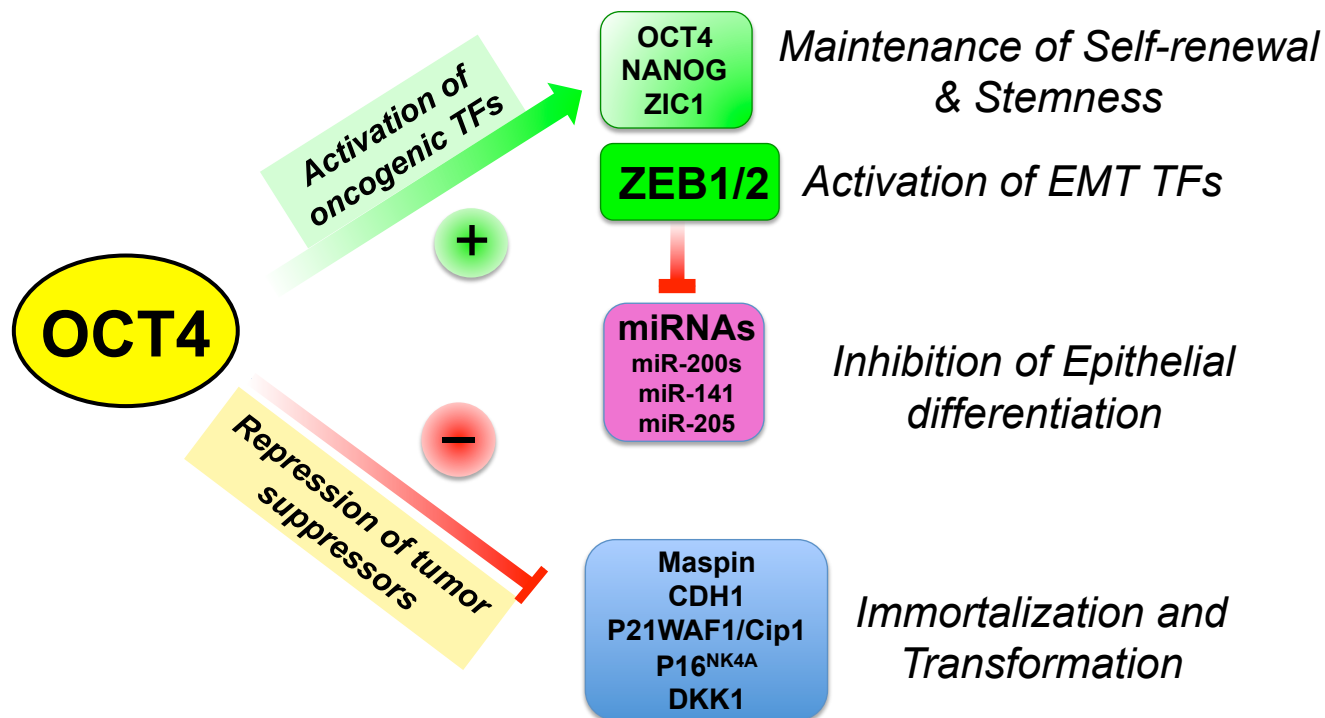 OCT4
Activation of
oncogenic TFs
+
OCT4
NANOG
ZIC1
Maintenance of Self-renewal
& Stemness
ZEB1/2
Activation of EMT TFs
miRNAs
miR-200s
miR-141
miR-205
Inhibition of Epithelial
differentiation
−
Repression of tumor
suppressors
Maspin
CDH1
P21WAF1/Cip1
P16NK4A
DKK1
Immortalization and
Transformation